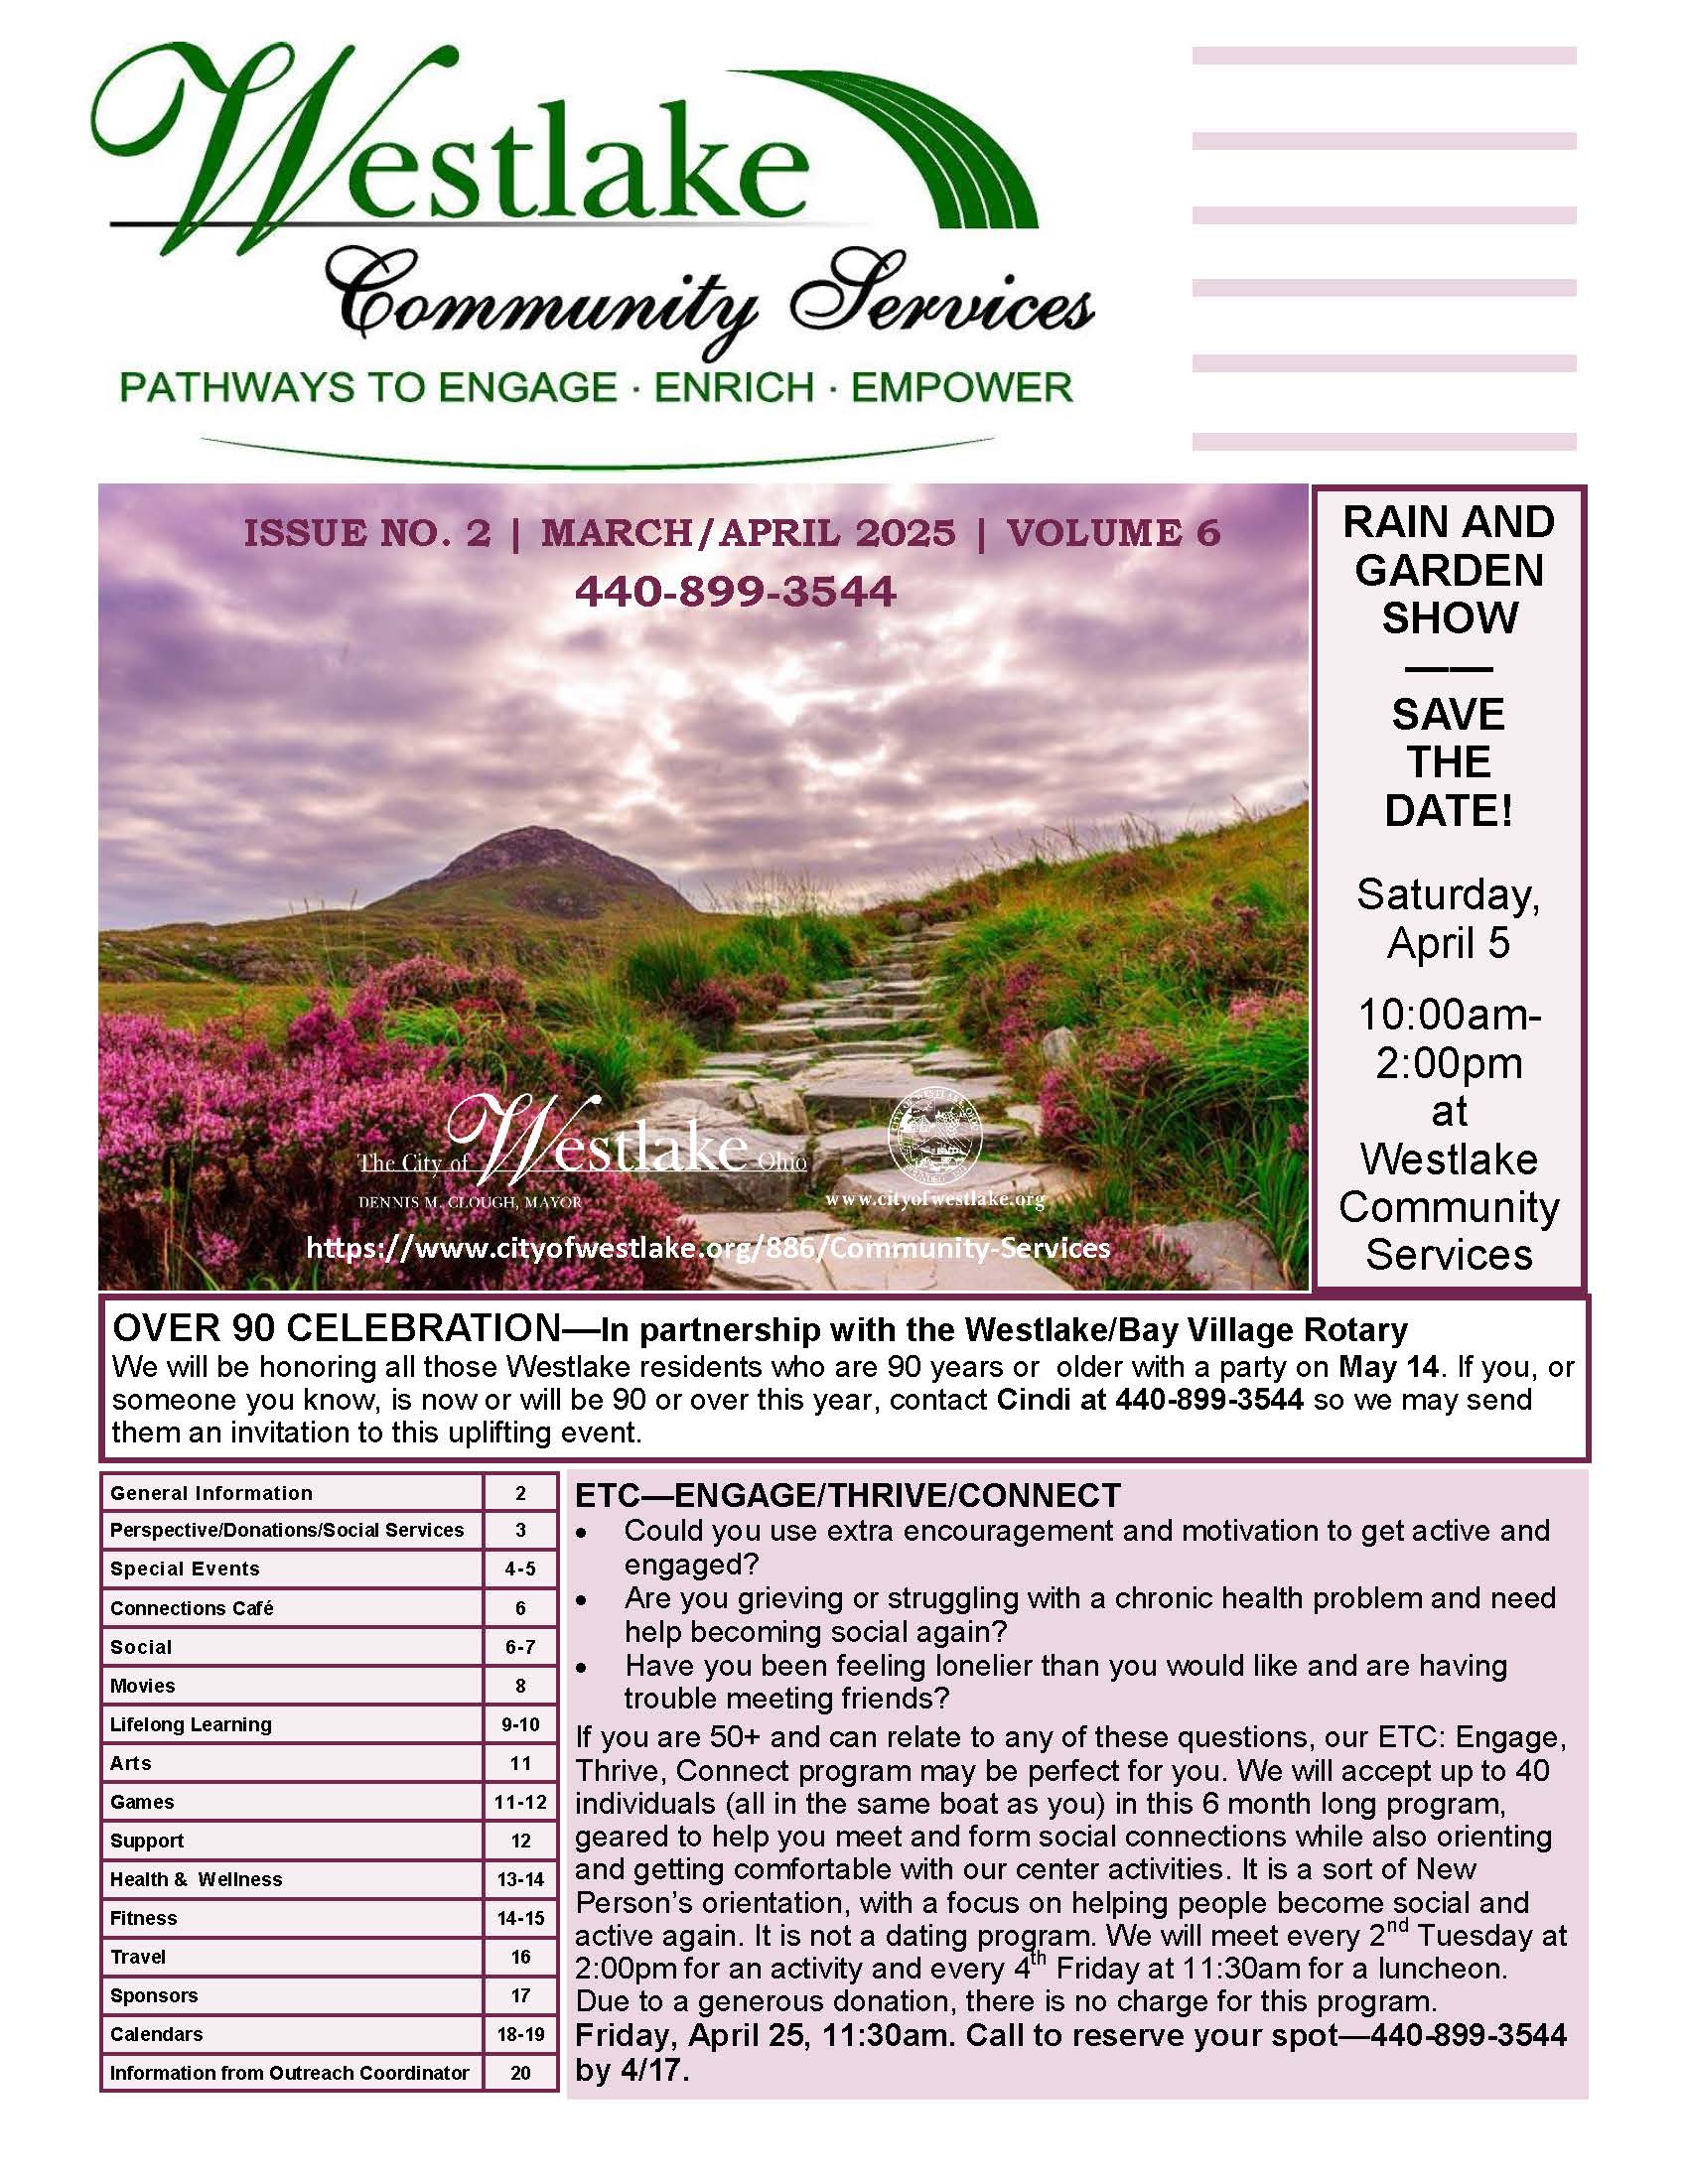 Westlake
Community Services
PATHWAYS TO ENGAGE · ENRICH · EMPOWER
ISSUE NO. 2 | MARCH/APRIL 2025 | VOLUME 6
440-899-3544
The City of Westlake Ohio
DENNIS M. CLOUGH, MAYOR
www.cityofwestlake.org
https://www.cityofwestlake.org/886/Community-Services
RAIN AND
GARDEN
SHOW
——
SAVE
THE
DATE!
Saturday,
April 5
10:00am-
2:00pm
at
Westlake
Community
Services
OVER 90 CELEBRATION—In partnership with the Westlake/Bay Village Rotary
We will be honoring all those Westlake residents who are 90 years or older with a party on May 14. If you, or
someone you know, is now or will be 90 or over this year, contact Cindi at 440-899-3544 so we may send
them an invitation to this uplifting event.
General Information 2
Perspective/Donations/Social Services 3
Special Events 4-5
Connections Café 6
Social 6-7
Movies 8
Lifelong Learning 9-10
Arts 11
Games 11-12
Support 12
Health & Wellness 13-14
Fitness 14-15
Travel 16
Sponsors 17
Calendars 18-19
Information from Outreach Coordinator 20
ETC—ENGAGE/THRIVE/CONNECT
• Could you use extra encouragement and motivation to get active and
engaged?
• Are you grieving or struggling with a chronic health problem and need
help becoming social again?
• Have you been feeling lonelier than you would like and are having
trouble meeting friends?
If you are 50+ and can relate to any of these questions, our ETC: Engage,
Thrive, Connect program may be perfect for you. We will accept up to 40
individuals (all in the same boat as you) in this 6 month long program,
geared to help you meet and form social connections while also orienting
and getting comfortable with our center activities. It is a sort of New
Person's orientation, with a focus on helping people become social and
active again. It is not a dating program. We will meet every 2nd Tuesday at
2:00pm for an activity and every 4th Friday at 11:30am for a luncheon.
Due to a generous donation, there is no charge for this program.
Friday, April 25, 11:30am. Call to reserve your spot—440-899-3544
by 4/17.